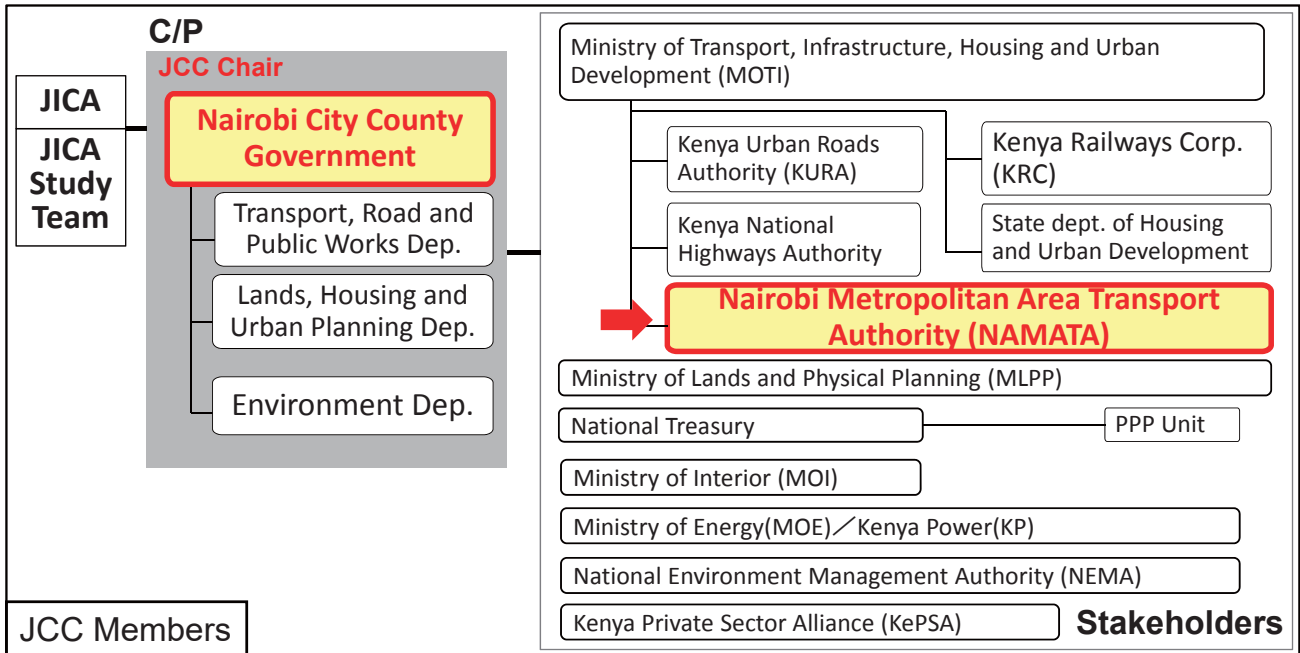 C/P
JCC Chair
JICA
JICA
Study
Team
Nairobi City County
Government
Transport, Road and
Public Works Dep.
Lands, Housing and
Urban Planning Dep.
Environment Dep.
Ministry of Transport, Infrastructure, Housing and Urban
Development (MOTI)
Kenya Urban Roads
Authority (KURA)
Kenya Railways Corp.
(KRC)
Kenya National
Highways Authority
State dept. of Housing
and Urban Development
Nairobi Metropolitan Area Transport
Authority (NAMATA)
Ministry of Lands and Physical Planning (MLPP)
National Treasury
PPP Unit
Ministry of Interior (MOI)
Ministry of Energy(MOE)／Kenya Power(KP)
National Environment Management Authority (NEMA)
Kenya Private Sector Alliance (KePSA)
Stakeholders
JCC Members